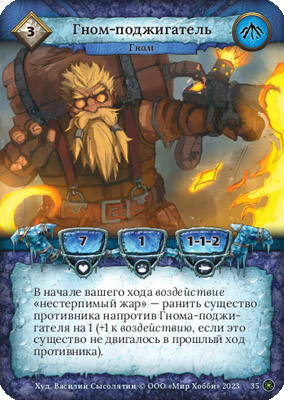 3
Гном-поджигатель
Гном
7
1
1-1-2
В начале вашего хода воздействие
«нестерпимый жар» — ранить существо
противника напротив Гнома-поджи-
гателя на 1 (+1 к воздействию, если это
существо не двигалось в прошлый ход
противника).
Худ. Василий Сысолятин © ООО «Мир Хобби» 2023
35